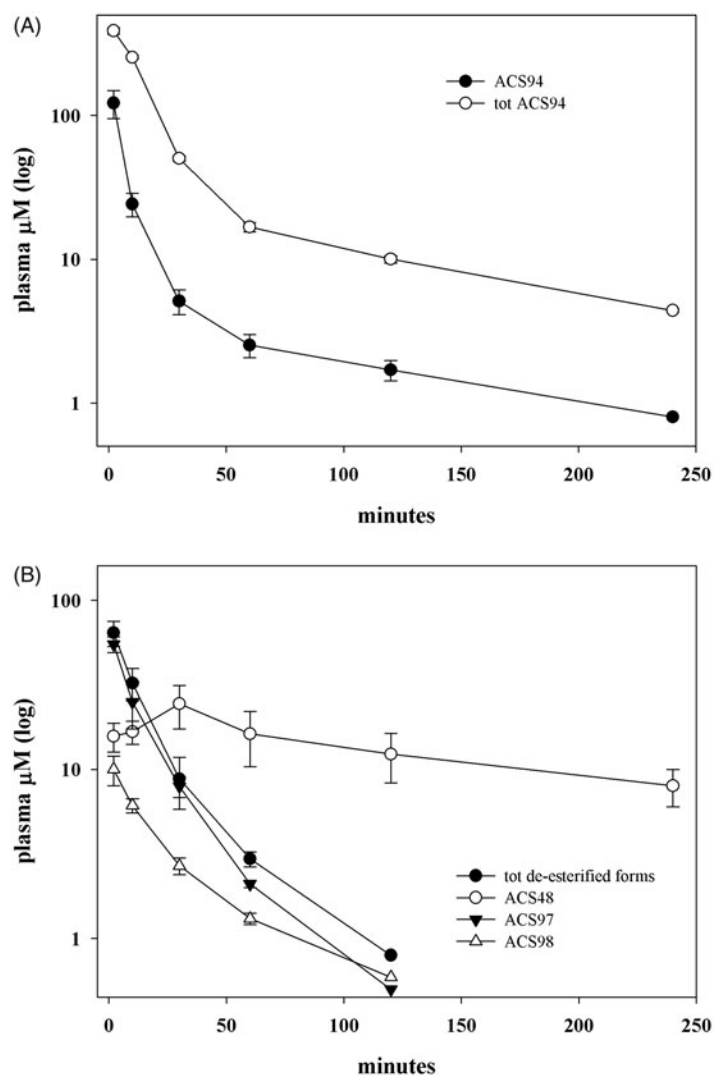 (A)
ACS94
tot ACS94
100
10
1
plasma µM (log)
0 50 100 150 200 250
minutes
(B)
100
10
1
plasma µM (log)
tot de-esterified forms
ACS48
ACS97
ACS98
0 50 100 150 200 250
minutes